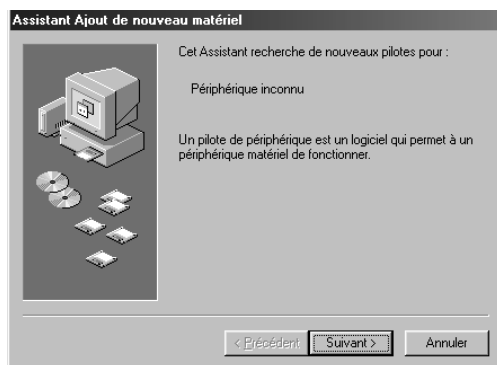 Assistant Ajout de nouveau matériel
Cet Assistant recherche de nouveaux pilotes pour :
Périphérique inconnu
Un pilote de périphérique est un logiciel qui permet à un
périphérique matériel de fonctionner.
< Précédent
Suivant >
Annuler